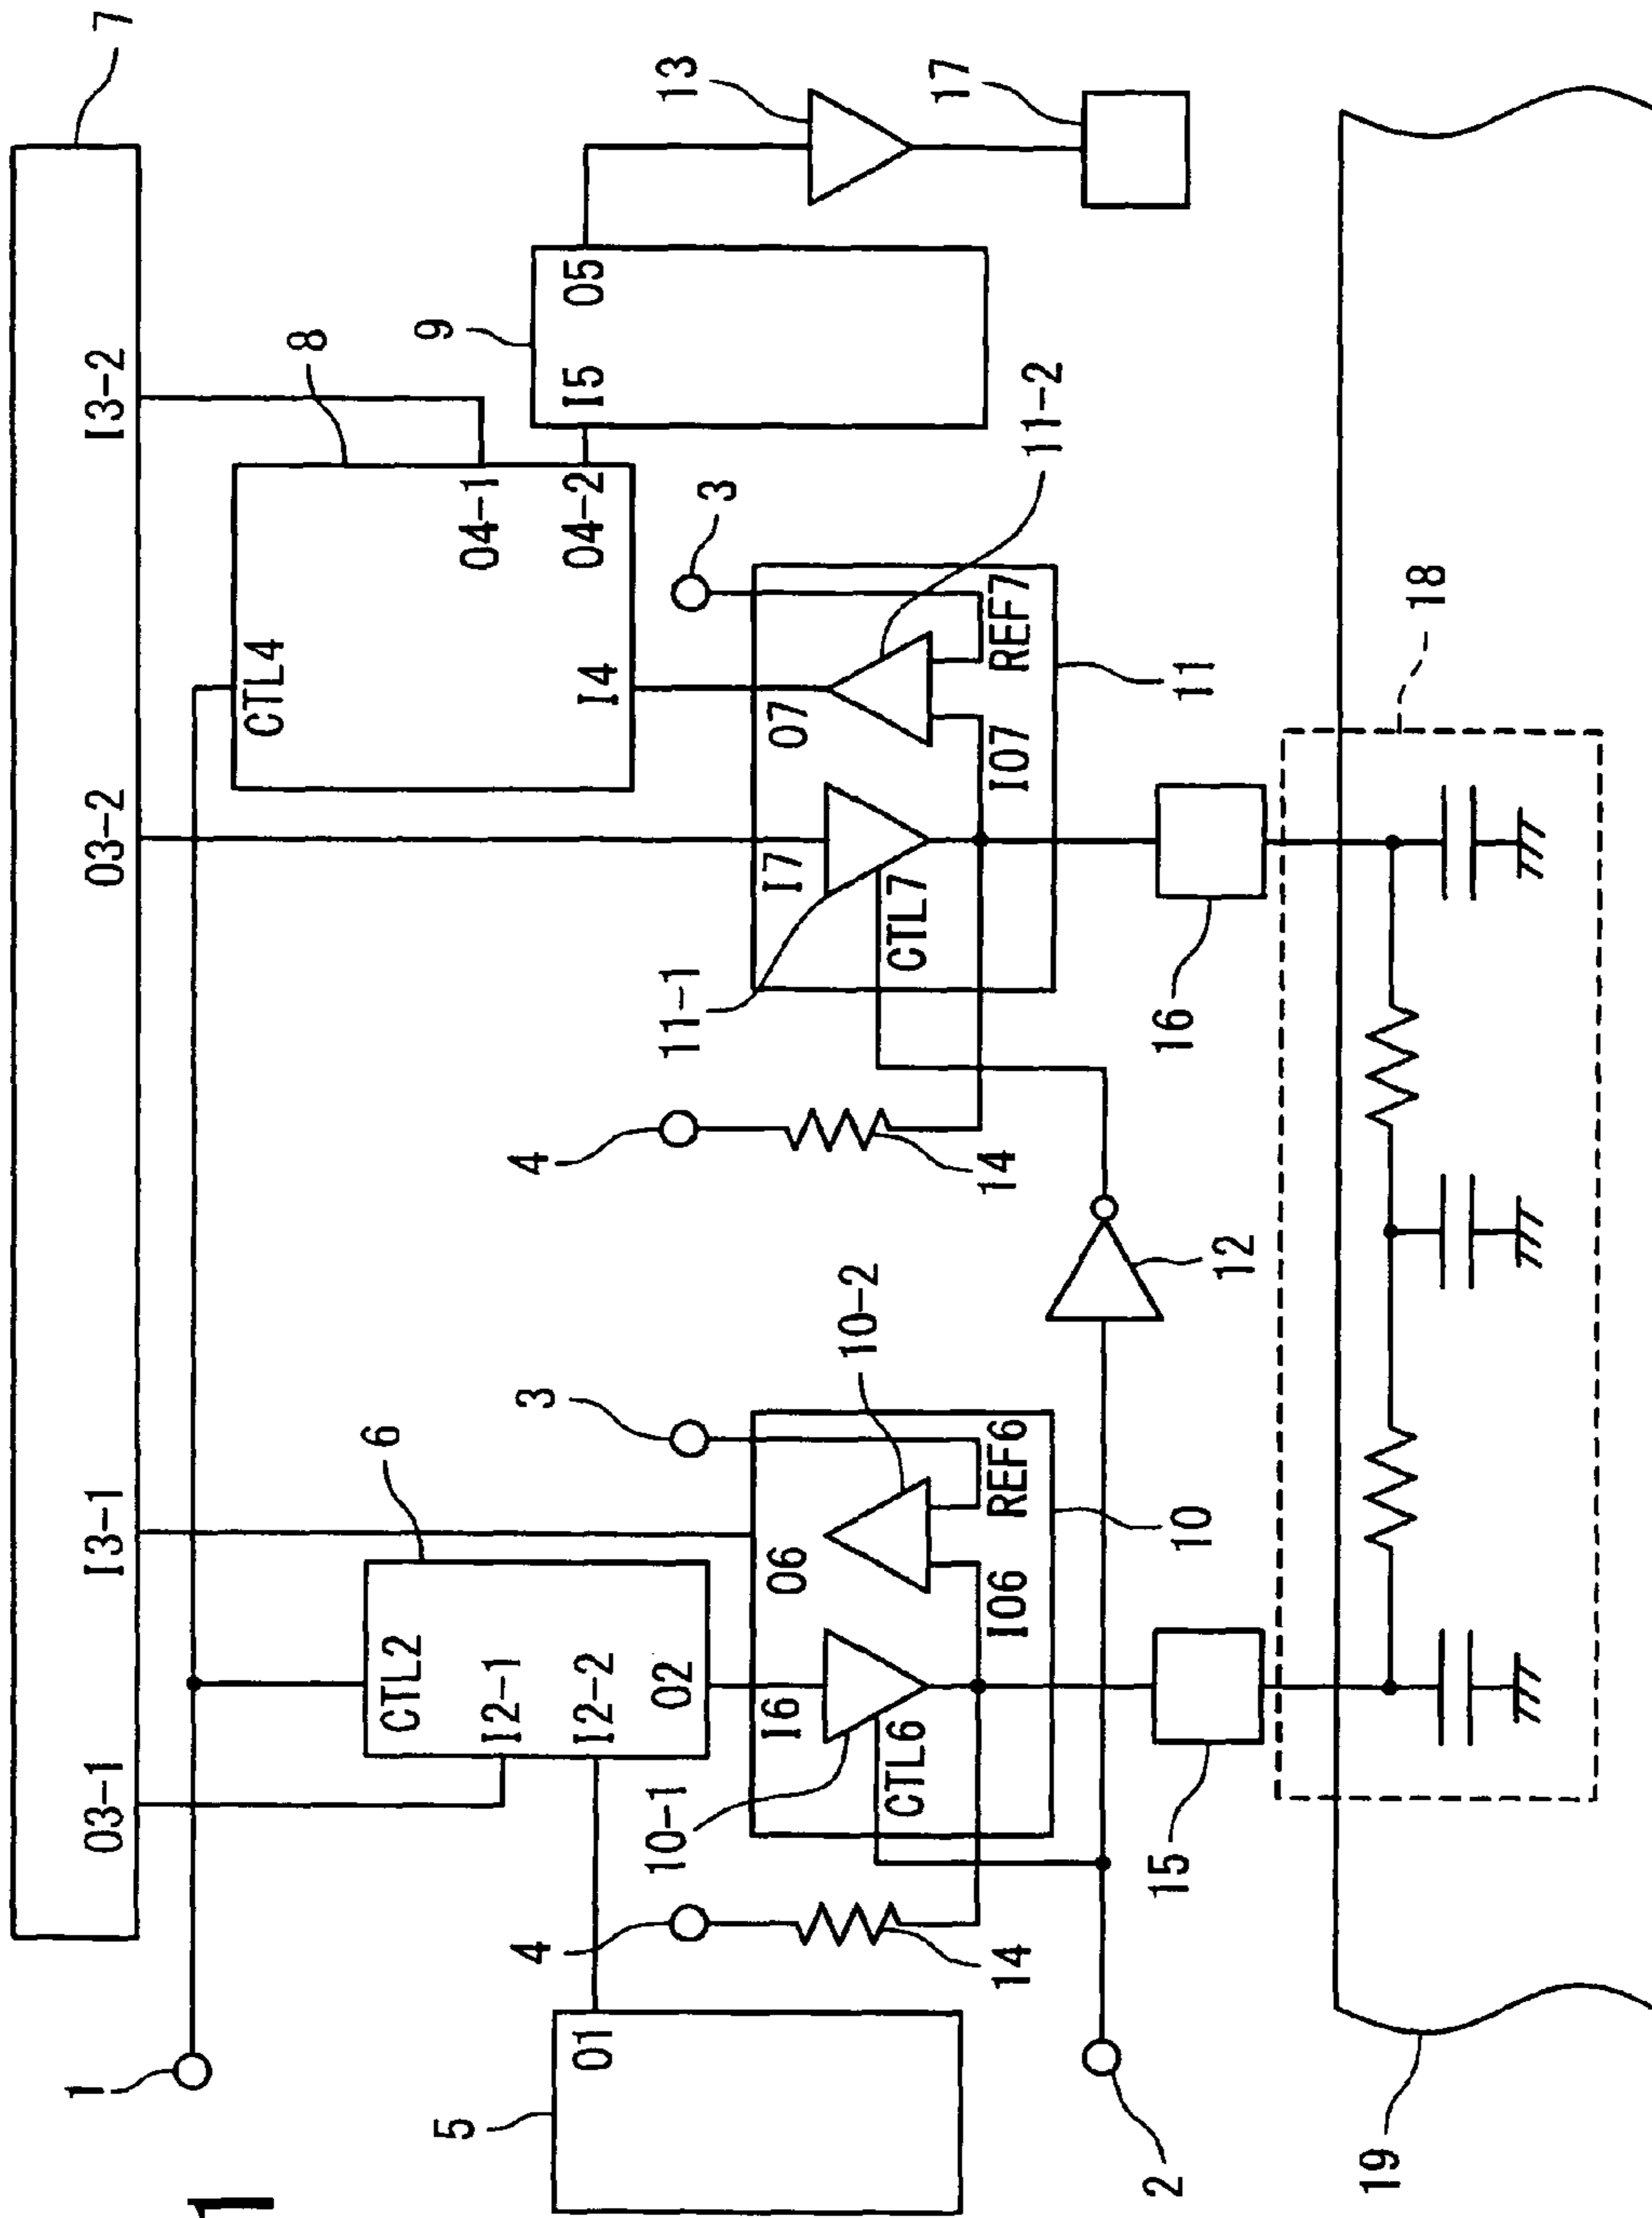 1
7
O3-1
I3-1
O3-2
I3-2
1
6
8
CTL2
I2-1
I2-2
O2
CTL4
O4-1
O4-2
I4
9
I5
O5
13
17
5
O1
4
14
3
10-1
I6
O6
CTL6
IO6
REF6
10-2
10
4
14
3
11-1
I7
O7
CTL7
IO7
REF7
11-2
11
2
12
15
16
18
19